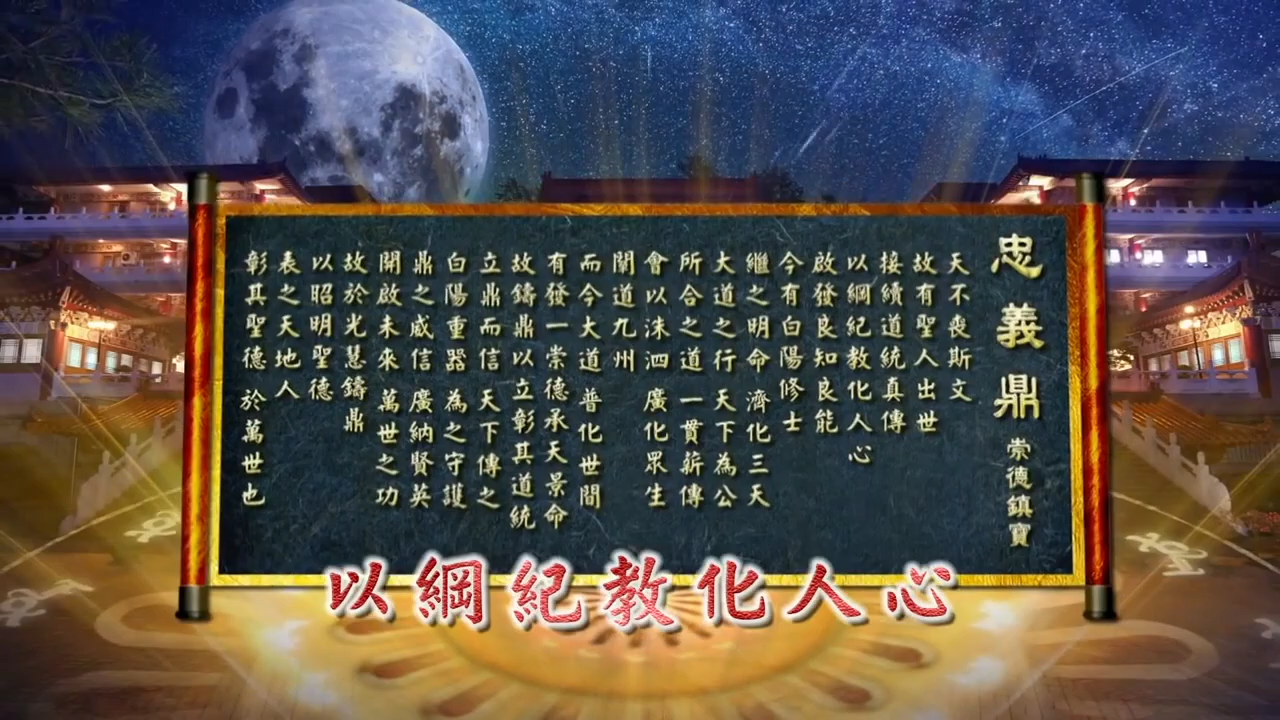 忠義鼎 崇德鎮寶
天不喪斯文
故有聖人出世
接續道統真傳
以綱紀教化人心
啟發良知良能
今有白陽修士
繼之明命 濟化三天
大道之行 天下為公
所合之道 一貫薪傳
會以洙泗 廣化眾生
闡道九州
而今大道 普化世間
有發一崇德承天景命
故鑄鼎以立彰其道統
立鼎而信 天下傳之
白陽重器 為之守護
鼎之威信 廣納賢英
開啟未來 萬世之功
故於光慧鑄鼎
以昭明聖德
表之天地人
彰其聖德 於萬世也
以綱紀教化人心